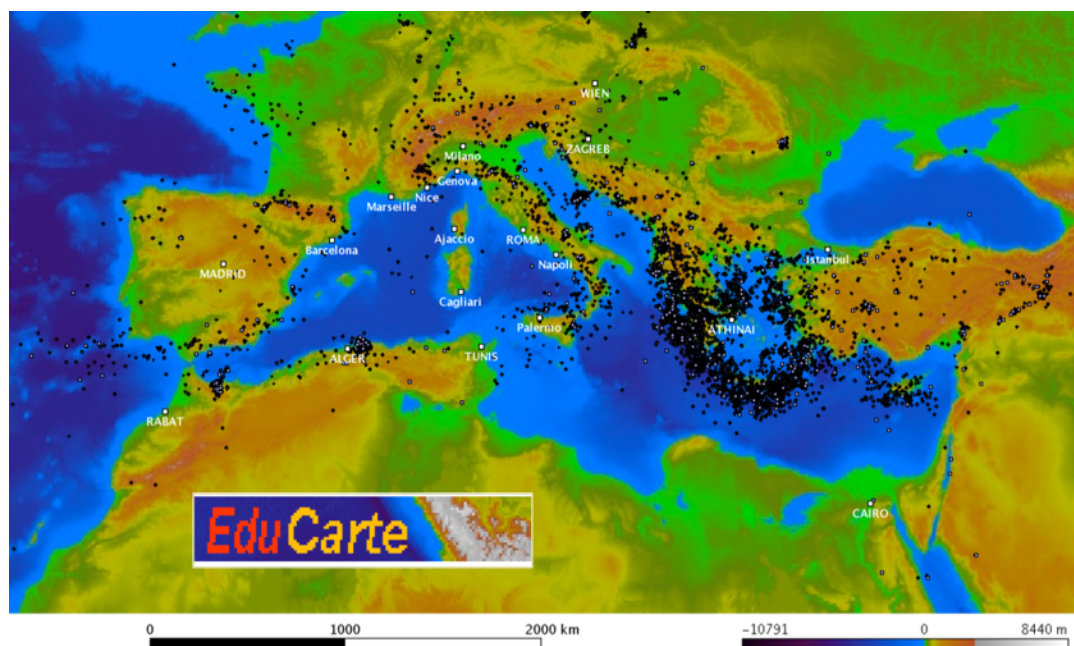 WIEN
ZAGREB
Milano
Genova
Nice
Marseille
Ajaccio
ROMA
Barcelona
Napoli
Istanbul
MADRID
Cagliari
Palermo
ATHINAI
ALGER
TUNIS
RABAT
EduCarte
CAIRO
0 1000 2000 km
-10791 0 8440 m